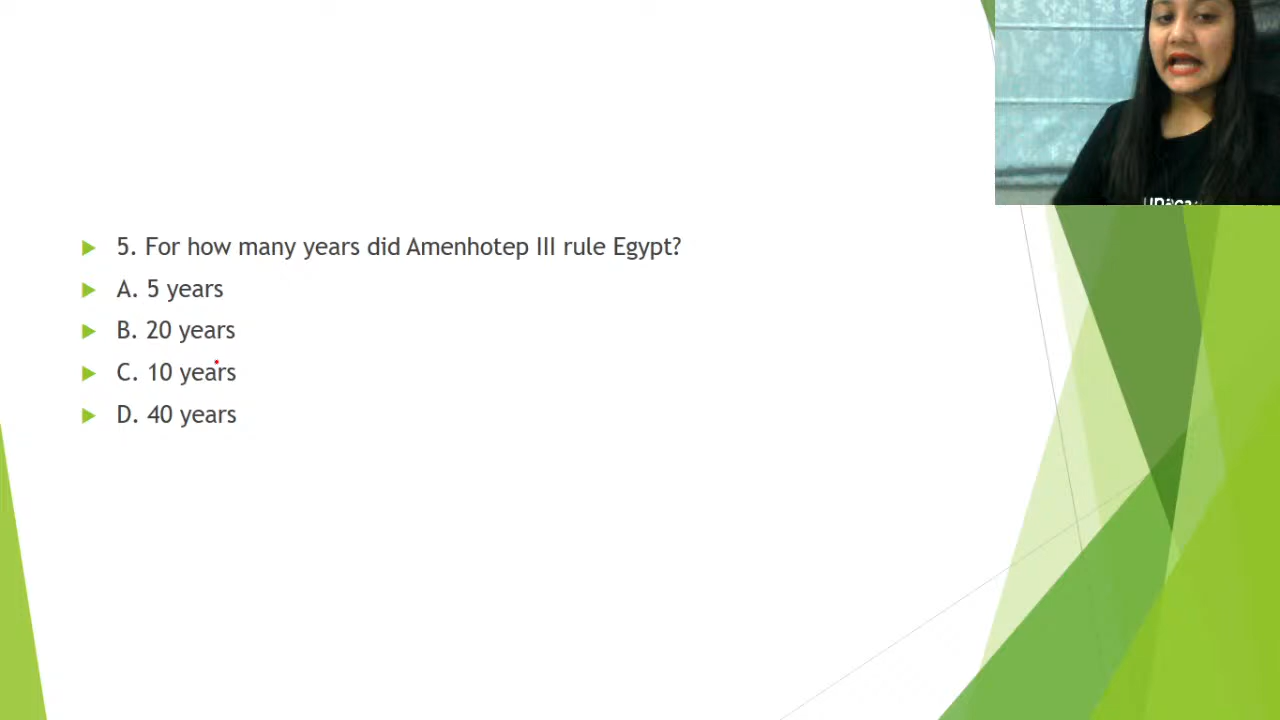 5. For how many years did Amenhotep III rule Egypt?
A. 5 years
B. 20 years
C. 10 years
D. 40 years